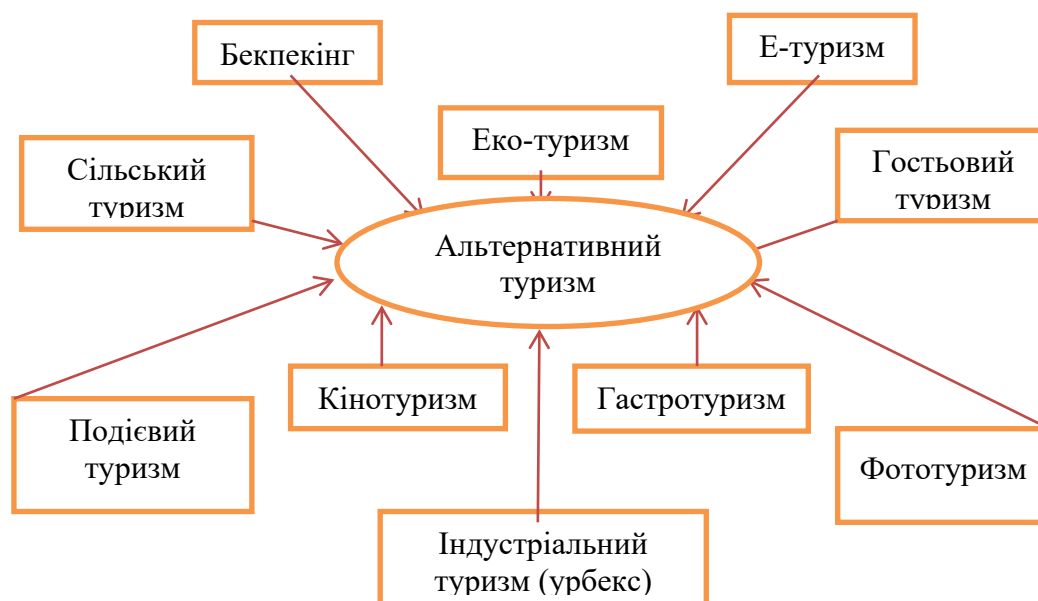 Бекпекінг
Е-туризм
Еко-туризм
Сільський
туризм
Гостьовий
туризм
Альтернативний
туризм
Кінотуризм
Гастротуризм
Подієвий
туризм
Фототуризм
Індустріальний
туризм (урбекс)